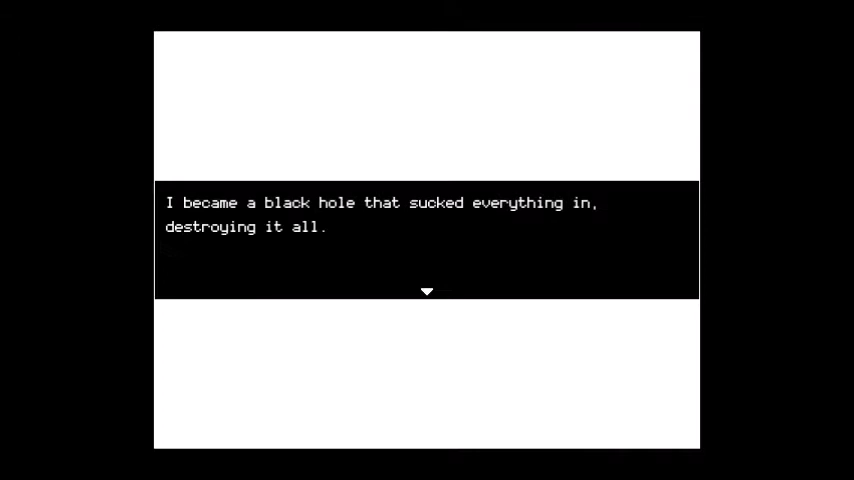 I became a black hole that sucked everything in,
destroying it all.